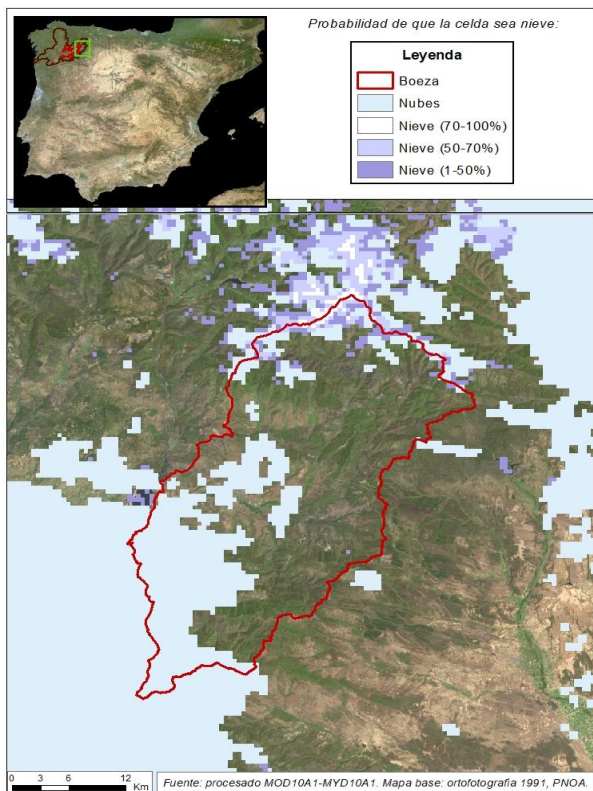 Probabilidad de que la celda sea nieve:
Leyenda
Boeza
Nubes
Nieve (70-100%)
Nieve (50-70%)
Nieve (1-50%)
0 3 6 12
Km
Fuente: procesado MOD10A1-MYD10A1. Mapa base: ortofotografia 1991, PNOA.